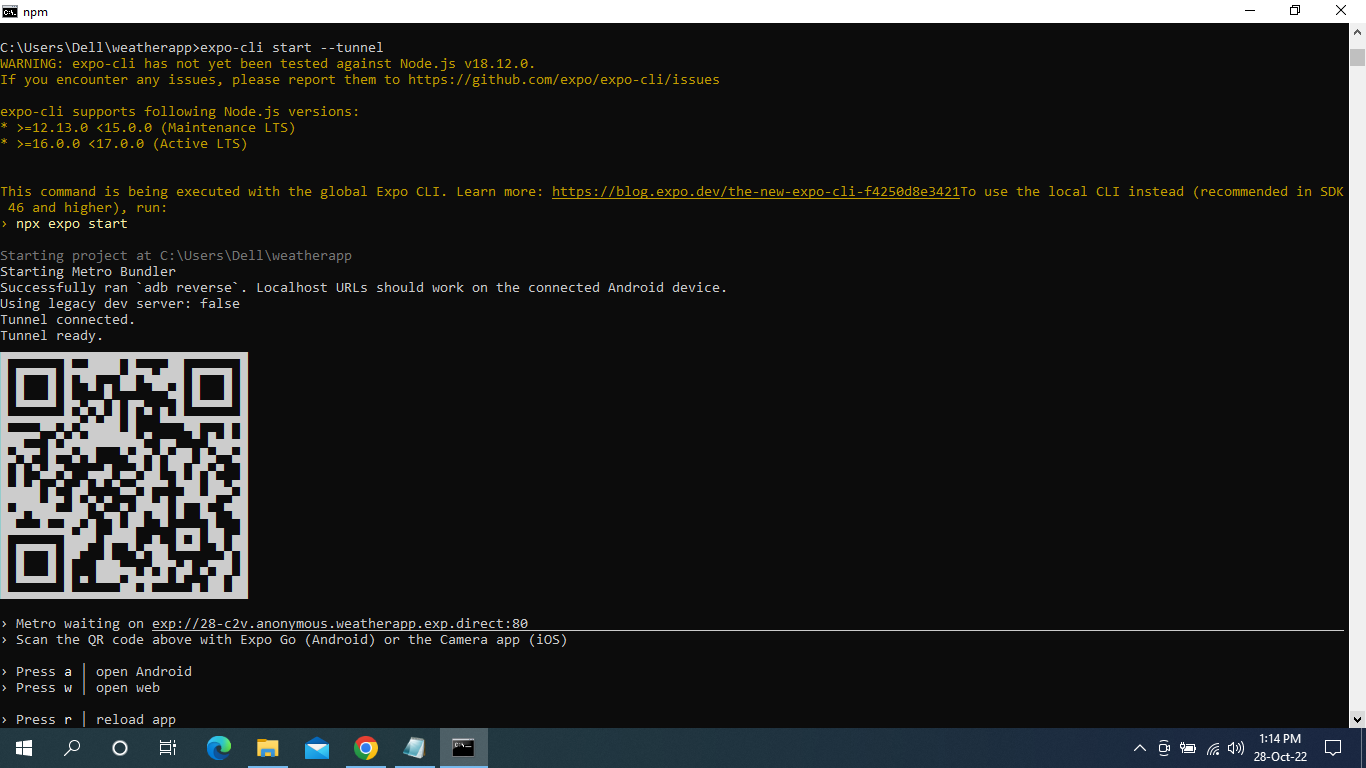 npm
C:\Users\Dell\weatherapp>expo-cli start --tunnel
WARNING: expo-cli has not yet been tested against Node.js v18.12.0.
If you encounter any issues, please report them to https://github.com/expo/expo-cli/issues
expo-cli supports following Node.js versions:
* >=12.13.0 <15.0.0 (Maintenance LTS)
* >=16.0.0 <17.0.0 (Active LTS)
This command is being executed with the global Expo CLI. Learn more: https://blog.expo.dev/the-new-expo-cli-f4250d8e3421To use the local CLI instead (recommended in SDK
46 and higher), run:
› npx expo start
Starting project at C:\Users\Dell\weatherapp
Starting Metro Bundler
Successfully ran `adb reverse`. Localhost URLs should work on the connected Android device.
Using legacy dev server: false
Tunnel connected.
Tunnel ready.
› Metro waiting on exp://28-c2v.anonymous.weatherapp.exp.direct:80
› Scan the QR code above with Expo Go (Android) or the Camera app (iOS)
› Press a │ open Android
› Press w │ open web
› Press r │ reload app
1:14 PM
28-Oct-22